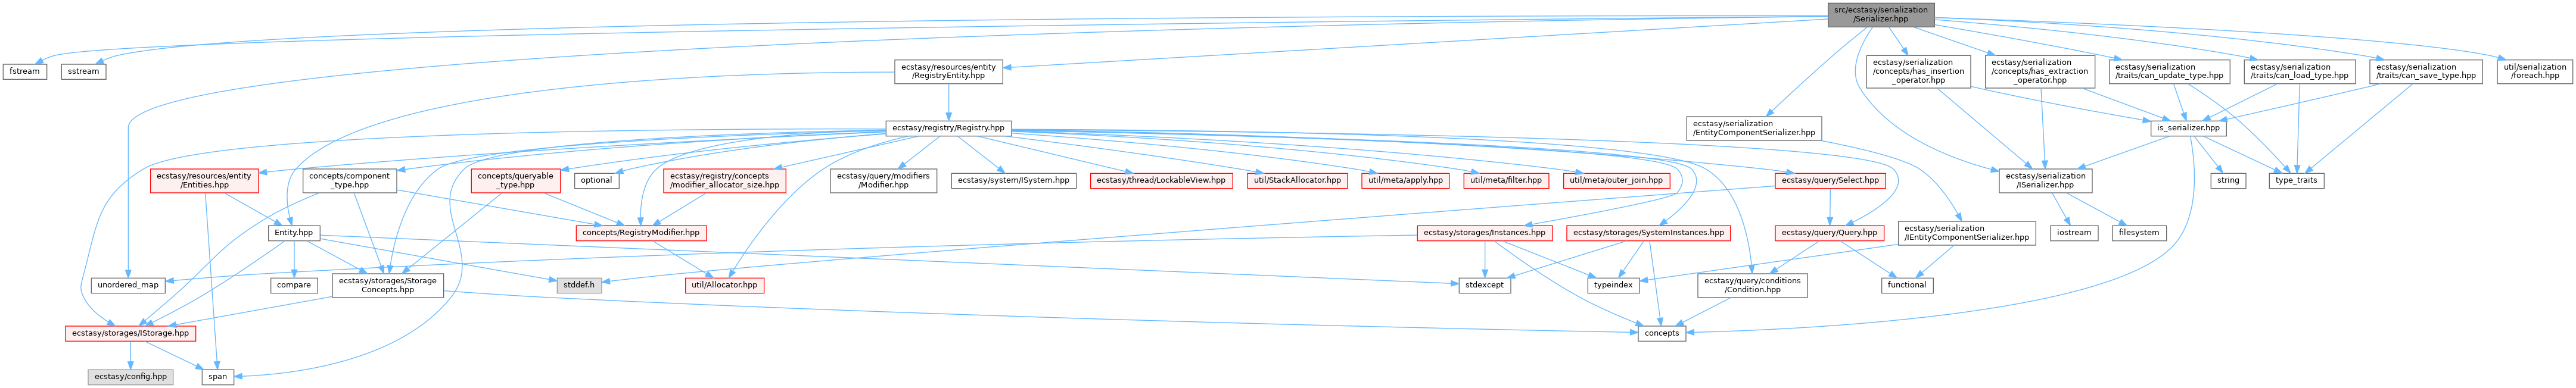 src/ecstasy/serialization
/Serializer.hpp
fstream
sstream
ecstasy/resources/entity
/RegistryEntity.hpp
ecstasy/serialization
/concepts/has_insertion
_operator.hpp
ecstasy/serialization
/concepts/has_extraction
_operator.hpp
ecstasy/serialization
/traits/can_update_type.hpp
ecstasy/serialization
/traits/can_load_type.hpp
ecstasy/serialization
/traits/can_save_type.hpp
util/serialization
/foreach.hpp
ecstasy/registry/Registry.hpp
ecstasy/serialization
/EntityComponentSerializer.hpp
is_serializer.hpp
ecstasy/resources/entity
/Entities.hpp
concepts/component
_type.hpp
concepts/queryable
_type.hpp
optional
ecstasy/registry/concepts
/modifier_allocator_size.hpp
ecstasy/query/modifiers
/Modifier.hpp
ecstasy/system/ISystem.hpp
ecstasy/thread/LockableView.hpp
util/StackAllocator.hpp
util/meta/apply.hpp
util/meta/filter.hpp
util/meta/outer_join.hpp
ecstasy/query/Select.hpp
ecstasy/serialization
/ISerializer.hpp
string
type_traits
Entity.hpp
concepts/RegistryModifier.hpp
ecstasy/storages/Instances.hpp
ecstasy/storages/SystemInstances.hpp
ecstasy/query/Query.hpp
ecstasy/serialization
/IEntityComponentSerializer.hpp
iostream
filesystem
unordered_map
compare
ecstasy/storages/Storage
Concepts.hpp
stddef.h
util/Allocator.hpp
stdexcept
typeindex
ecstasy/query/conditions
/Condition.hpp
functional
ecstasy/storages/IStorage.hpp
concepts
ecstasy/config.hpp
span